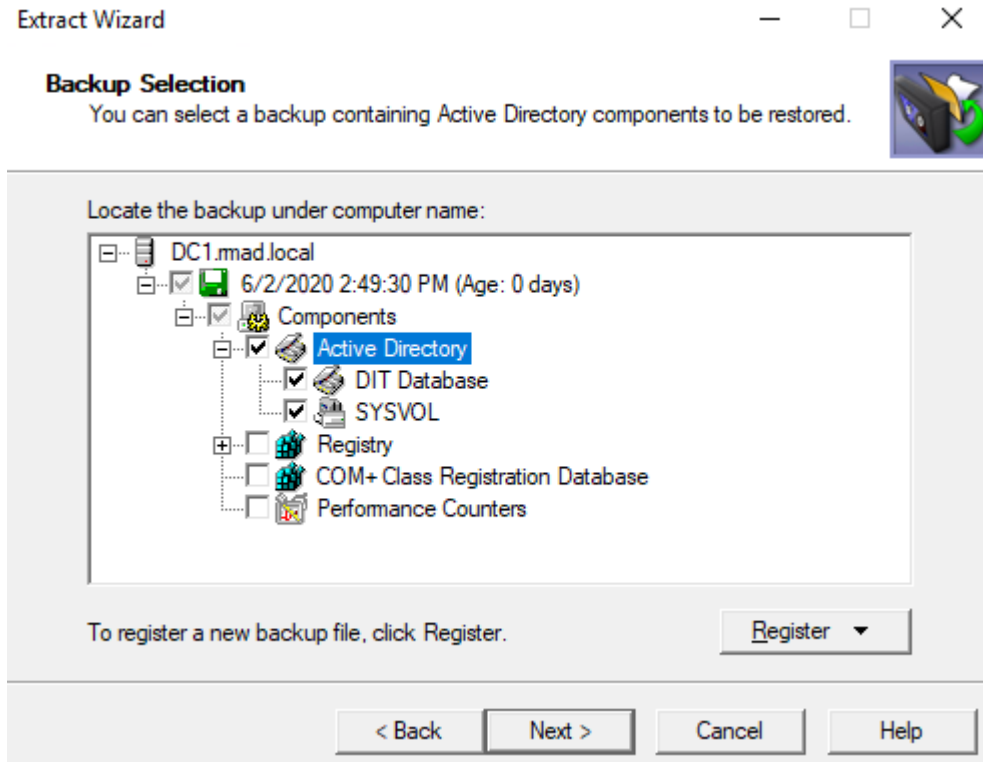 Extract Wizard
Backup Selection
You can select a backup containing Active Directory components to be restored.
Locate the backup under computer name:
DC1.rmad.local
6/2/2020 2:49:30 PM (Age: 0 days)
Components
Active Directory
DIT Database
SYSVOL
Registry
COM+ Class Registration Database
Performance Counters
To register a new backup file, click Register.
Register
< Back Next > Cancel Help